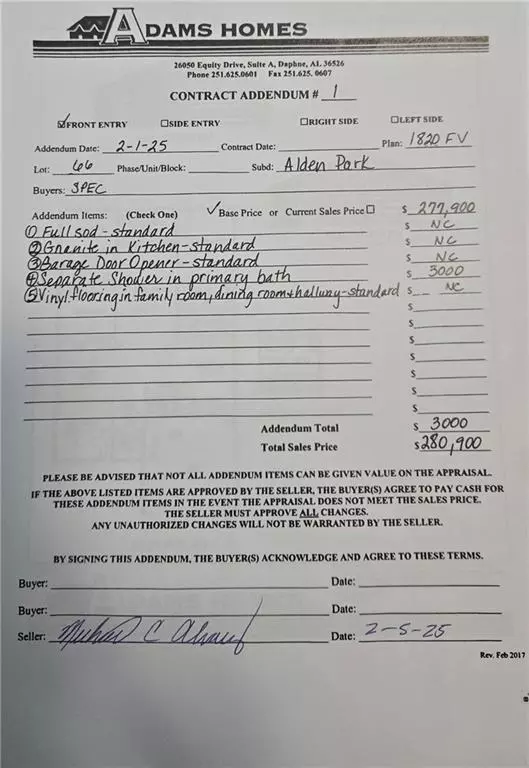 ADAMS HOMES
26050 Equity Drive, Suite A, Daphne, AL 36526
Phone 251.625.0601 Fax 251.625. 0607
CONTRACT ADDENDUM # 1
☑FRONT ENTRY ☐SIDE ENTRY ☐RIGHT SIDE ☐LEFT SIDE
Addendum Date: 2-1-25 Contract Date: Plan: 1820 FV
Lot: 66 Phase/Unit/Block: Subd: Alden Park
Buyers: SPEC
Addendum Items: (Check One) ✓ Base Price or Current Sales Price☐ $ 277,900
① Full sod - standard $ NC
② Granite in Kitchen - standard $ NC
③ Garage Door Opener - standard $ NC
④ Separate Shower in primary bath $ 3000
⑤ Vinyl flooring in family room, dining room + hallway - standard $ NC
$
$
$
$
$
$
$
Addendum Total $ 3000
Total Sales Price $280,900
PLEASE BE ADVISED THAT NOT ALL ADDENDUM ITEMS CAN BE GIVEN VALUE ON THE APPRAISAL.
IF THE ABOVE LISTED ITEMS ARE APPROVED BY THE SELLER, THE BUYER(S) AGREE TO PAY CASH FOR
THESE ADDENDUM ITEMS IN THE EVENT THE APPRAISAL DOES NOT MEET THE SALES PRICE.
THE SELLER MUST APPROVE ALL CHANGES.
ANY UNAUTHORIZED CHANGES WILL NOT BE WARRANTED BY THE SELLER.
BY SIGNING THIS ADDENDUM, THE BUYER(S) ACKNOWLEDGE AND AGREE TO THESE TERMS.
Buyer: Date:
Buyer: Date:
Seller: Date: 2-5-25
Rev. Feb 2017